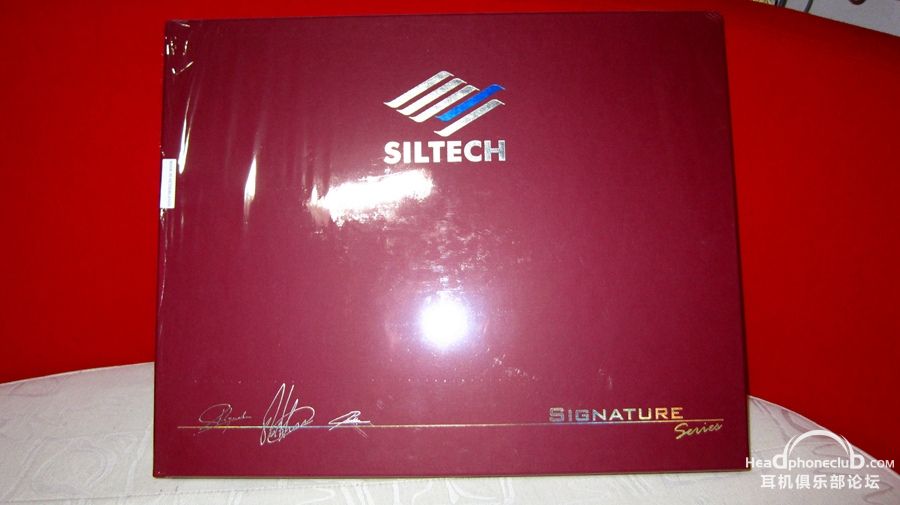 SILTECH
SIGNATURE
Series
HeadphoneclUb.com
耳机俱乐部论坛